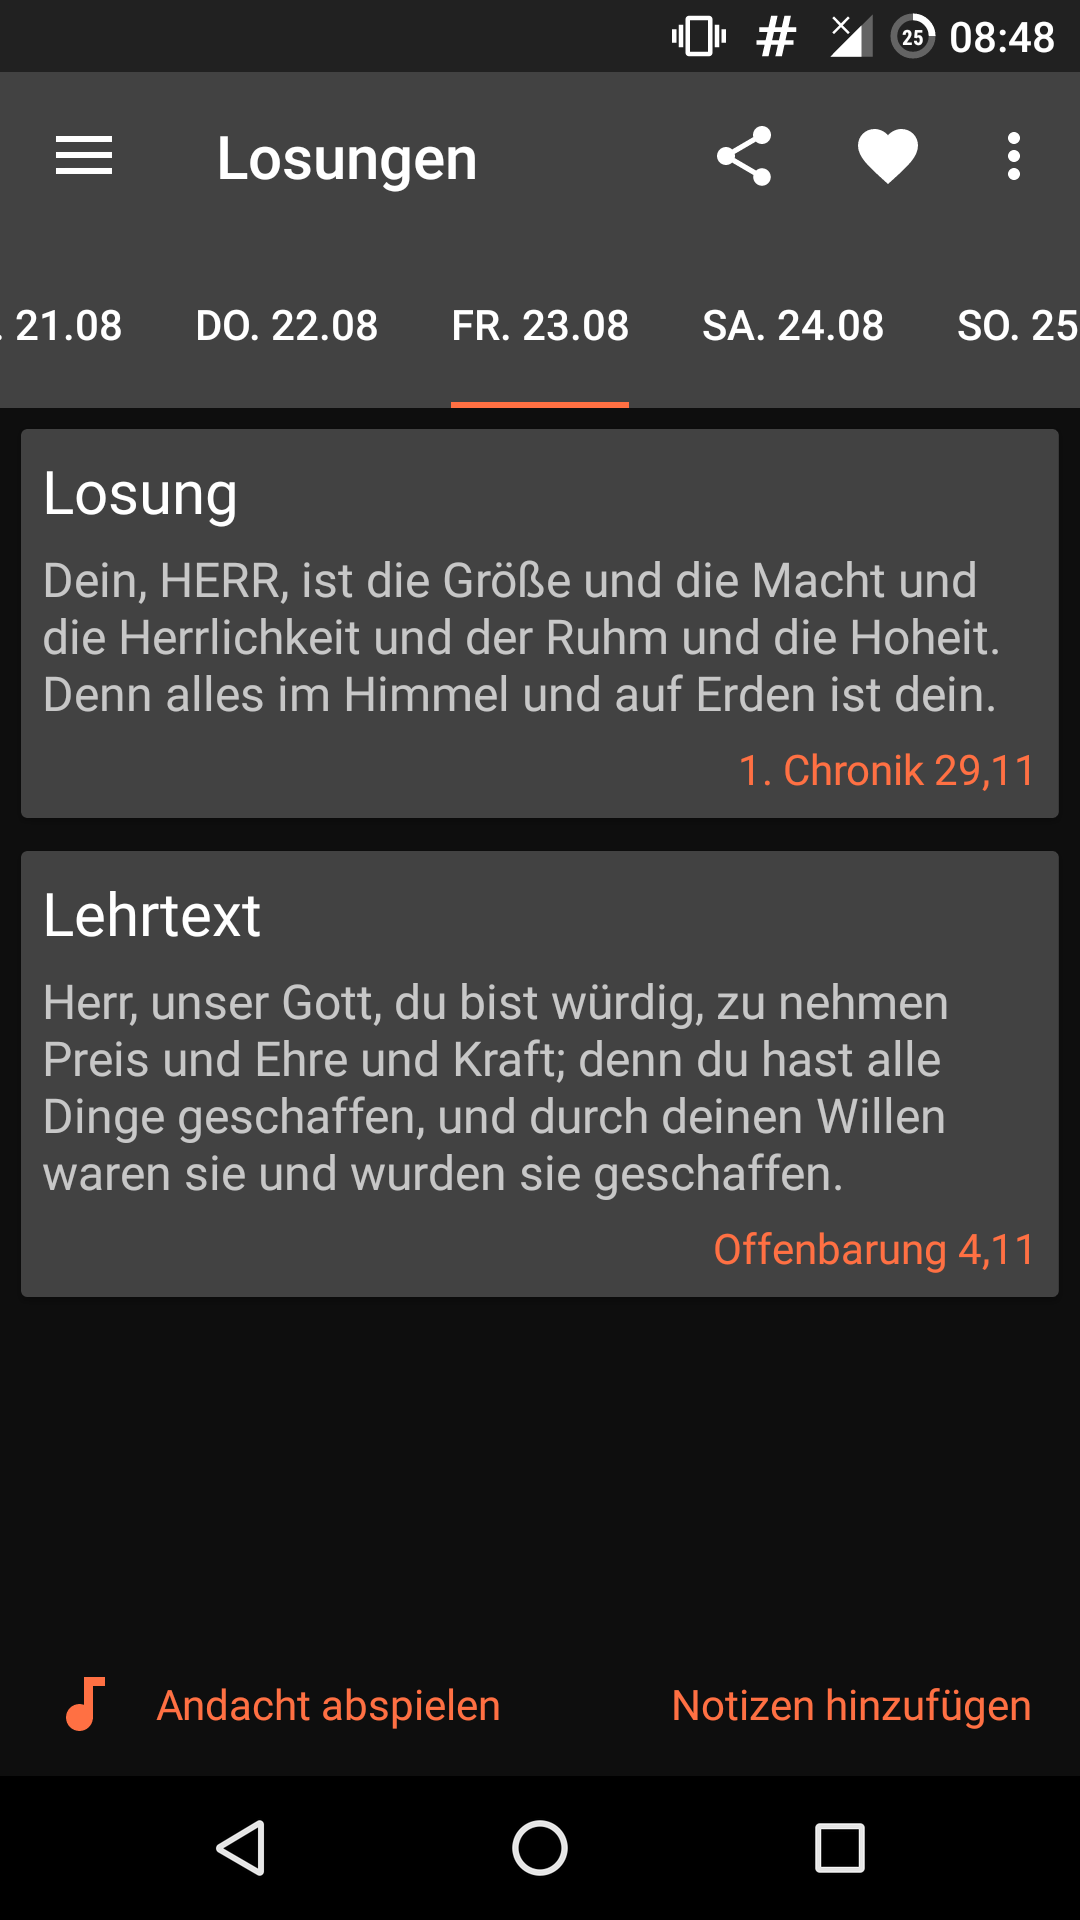 # 25 08:48
Losungen
. 21.08 DO. 22.08 FR. 23.08 SA. 24.08 SO. 25
Losung
Dein, HERR, ist die Größe und die Macht und
die Herrlichkeit und der Ruhm und die Hoheit.
Denn alles im Himmel und auf Erden ist dein.
1. Chronik 29,11
Lehrtext
Herr, unser Gott, du bist würdig, zu nehmen
Preis und Ehre und Kraft; denn du hast alle
Dinge geschaffen, und durch deinen Willen
waren sie und wurden sie geschaffen.
Offenbarung 4,11
Andacht abspielen Notizen hinzufügen